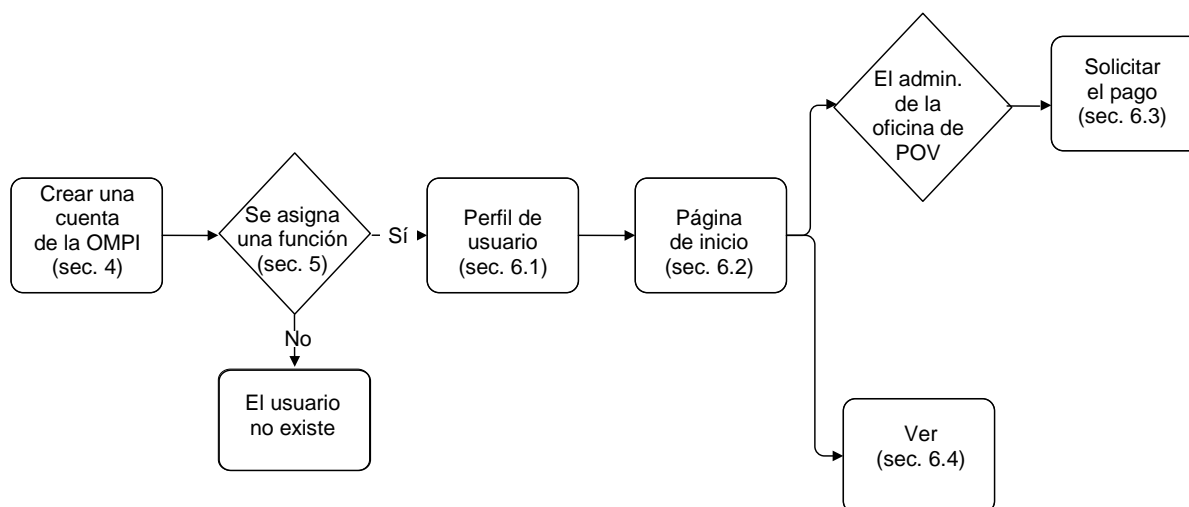 Crear una
cuenta
de la OMPI
(sec. 4)
Se asigna
una función
(sec. 5)
Sí
No
El usuario
no existe
Perfil de
usuario
(sec. 6.1)
Página
de inicio
(sec. 6.2)
El admin.
de la
oficina de
POV
Solicitar
el pago
(sec. 6.3)
Ver
(sec. 6.4)